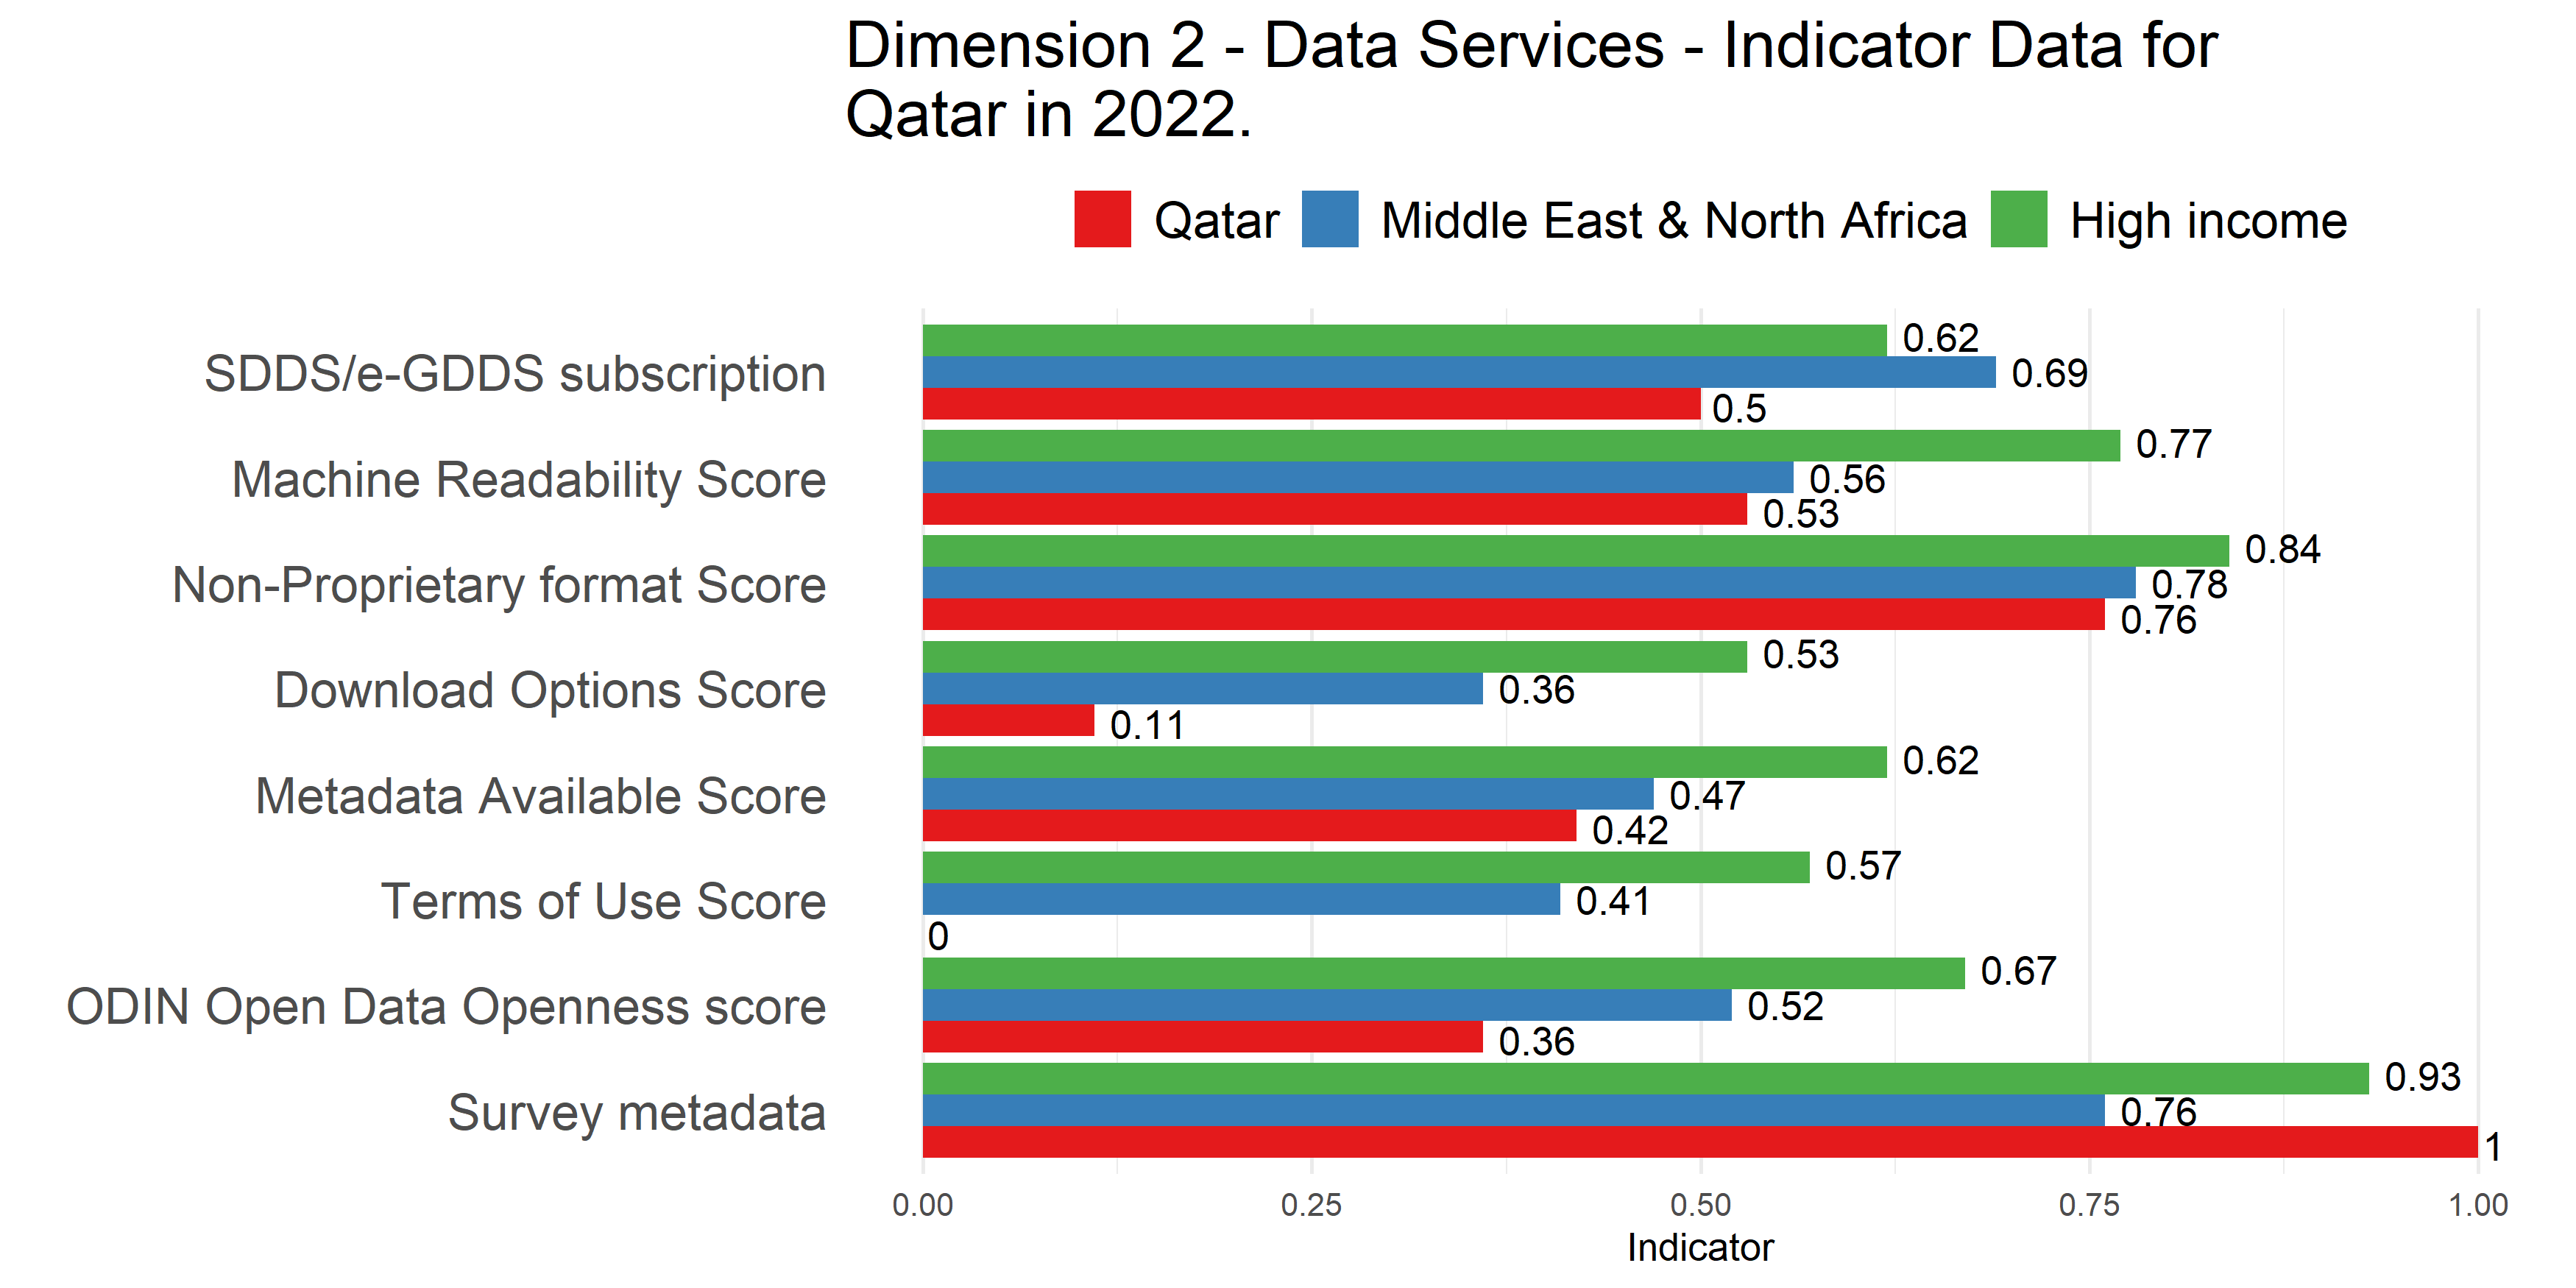 Dimension 2 - Data Services - Indicator Data for
Qatar in 2022.
Qatar
Middle East & North Africa
High income
SDDS/e-GDDS subscription
0.62
0.69
0.5
Machine Readability Score
0.77
0.56
0.53
Non-Proprietary format Score
0.84
0.78
0.76
Download Options Score
0.53
0.36
0.11
Metadata Available Score
0.62
0.47
0.42
Terms of Use Score
0.57
0.41
0
ODIN Open Data Openness score
0.67
0.52
0.36
Survey metadata
0.93
0.76
1
0.00 0.25 0.50 0.75 1.00
Indicator